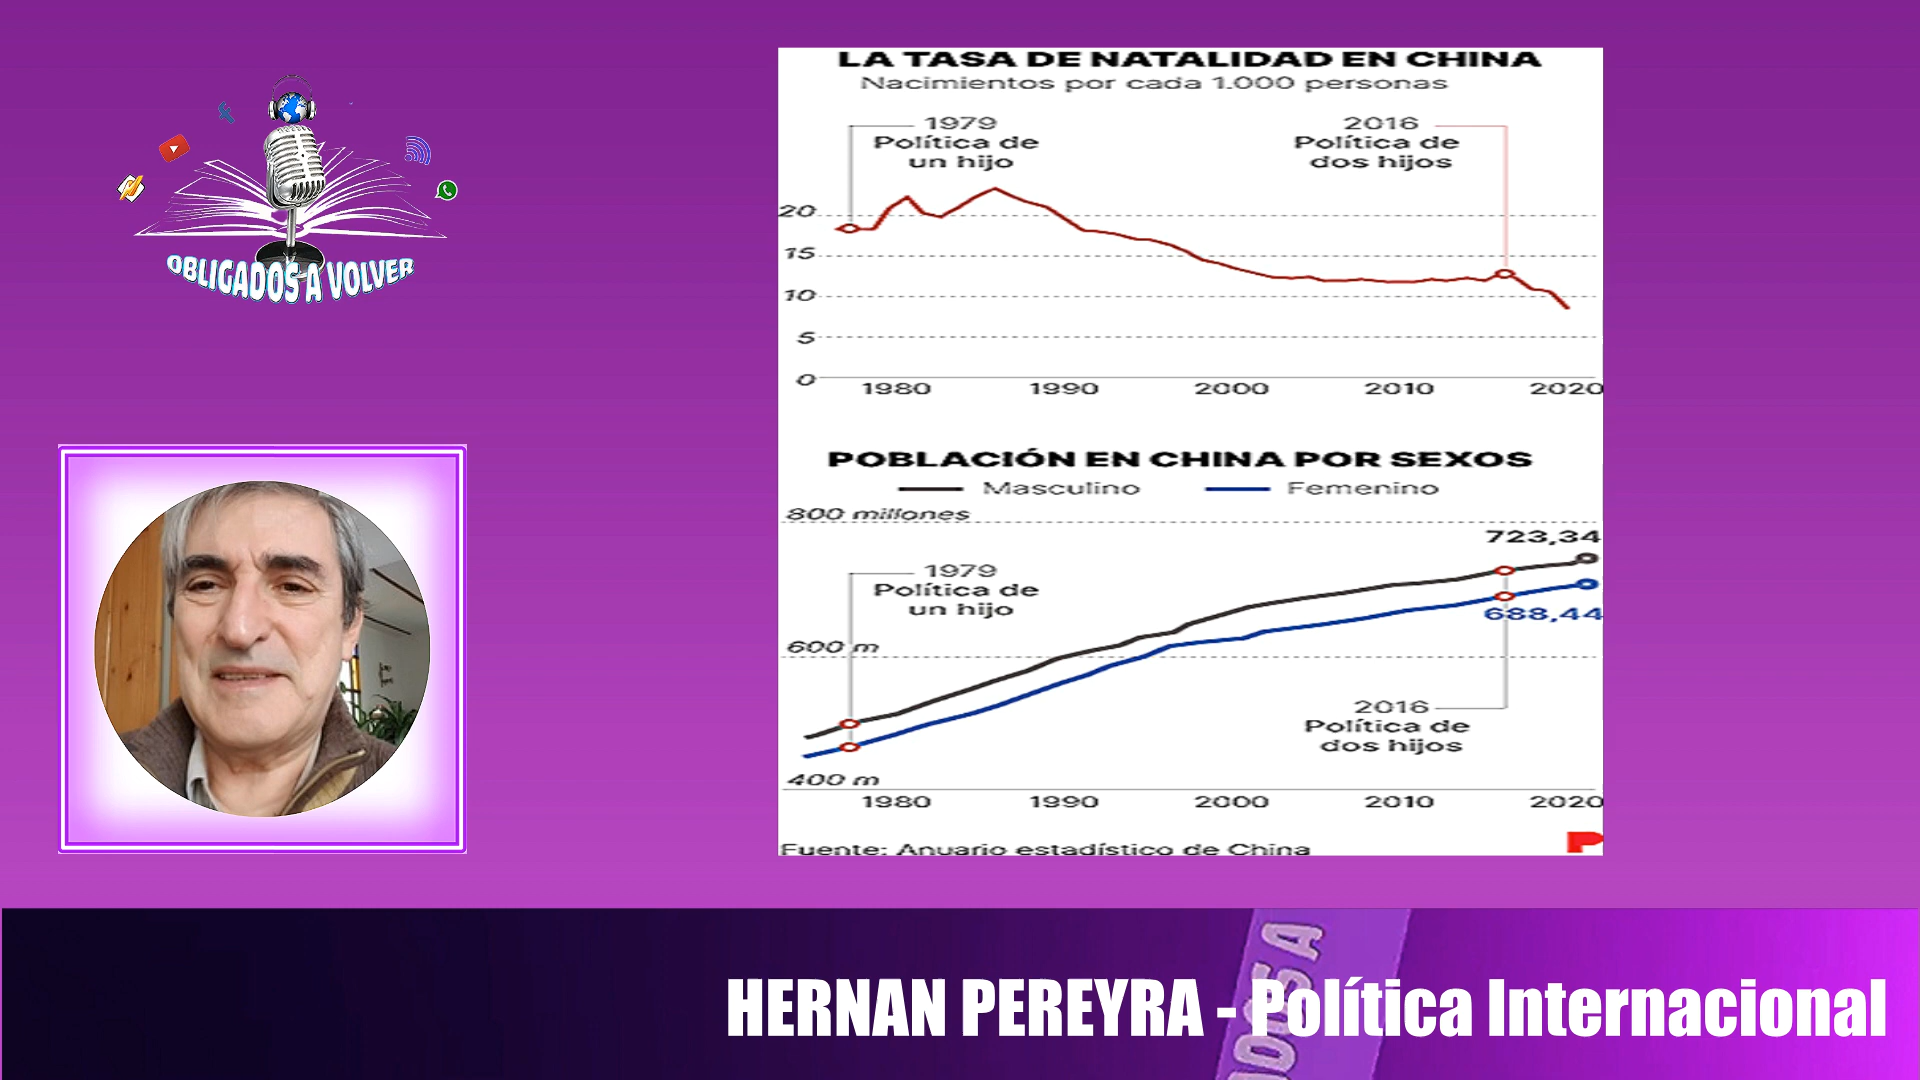 OBLIGADOS A VOLVER
LA TASA DE NATALIDAD EN CHINA
Nacimientos por cada 1.000 personas
1979
Política de
un hijo
2016
Política de
dos hijos
20
15
10
5
0
1980 1990 2000 2010 2020
POBLACIÓN EN CHINA POR SEXOS
Masculino Femenino
800 millones
723,34
1979
Política de
un hijo
688,44
600 m
2016
Política de
dos hijos
400 m
1980 1990 2000 2010 2020
Fuente: Anuario estadístico de China
P
HERNAN PEREYRA - Política Internacional